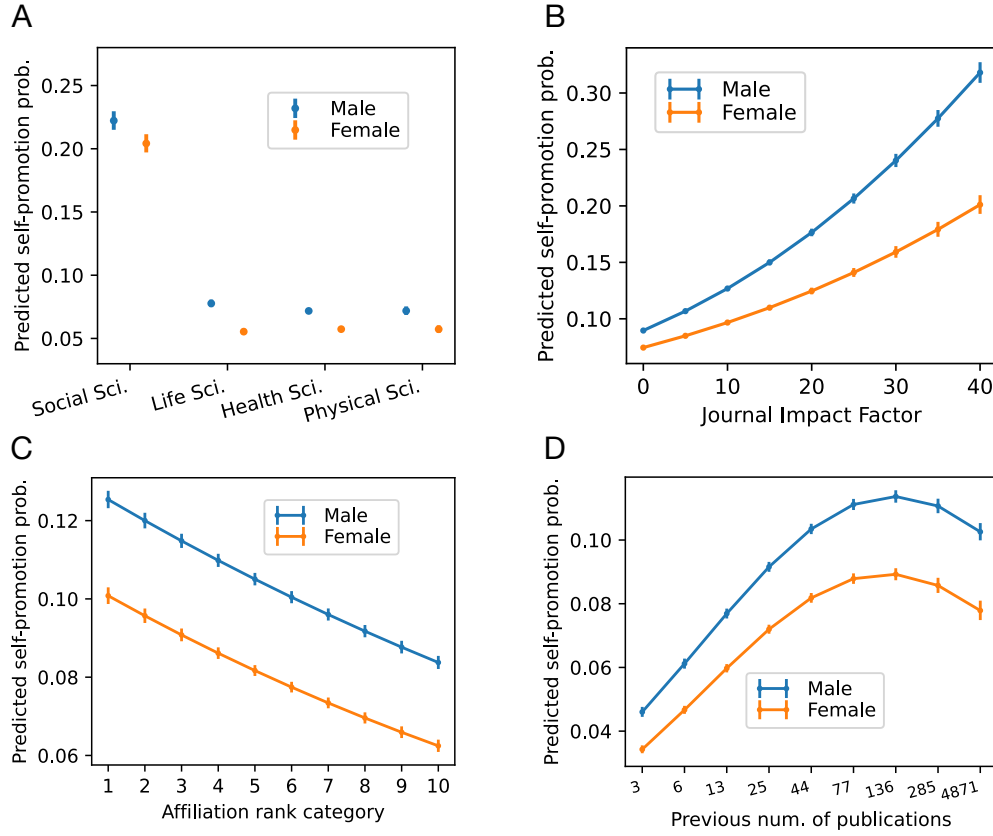 A
Predicted self-promotion prob.
0.25
0.20
0.15
0.10
0.05
Male
Female
Social Sci.
Life Sci.
Health Sci.
Physical Sci.
B
Predicted self-promotion prob.
0.30
0.25
0.20
0.15
0.10
Male
Female
0 10 20 30 40
Journal Impact Factor
C
Predicted self-promotion prob.
0.12
0.10
0.08
0.06
Male
Female
1 2 3 4 5 6 7 8 9 10
Affiliation rank category
D
Predicted self-promotion prob.
0.10
0.08
0.06
0.04
Male
Female
3 6 13 25 44 77 136 285 4871
Previous num. of publications